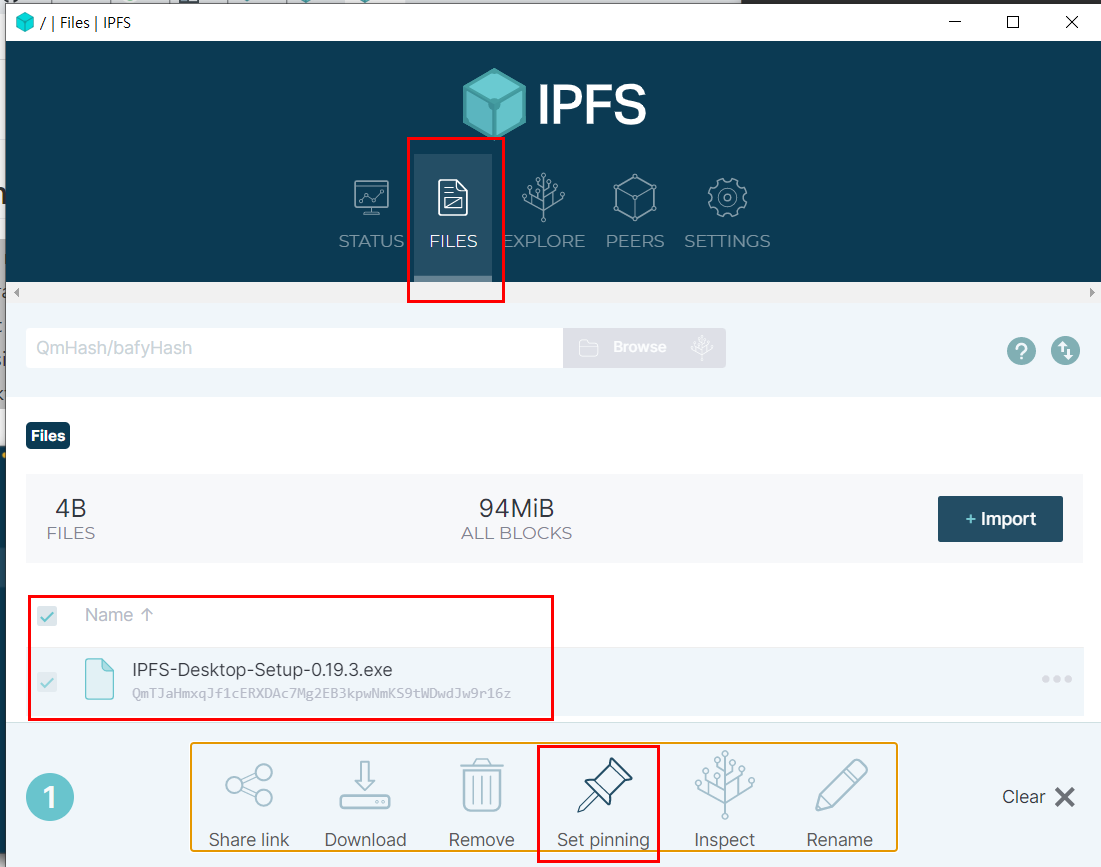 / | Files | IPFS
IPFS
STATUS FILES EXPLORE PEERS SETTINGS
QmHash/bafyHash Browse ?
Files
4B 94MiB + Import
FILES ALL BLOCKS
Name ↑
IPFS-Desktop-Setup-0.19.3.exe
QmTJaHmxqJf1cERXDAc7Mg2EB3kpwNmKS9tWDwdJw9r16z
1 Clear
Share link Download Remove Set pinning Inspect Rename